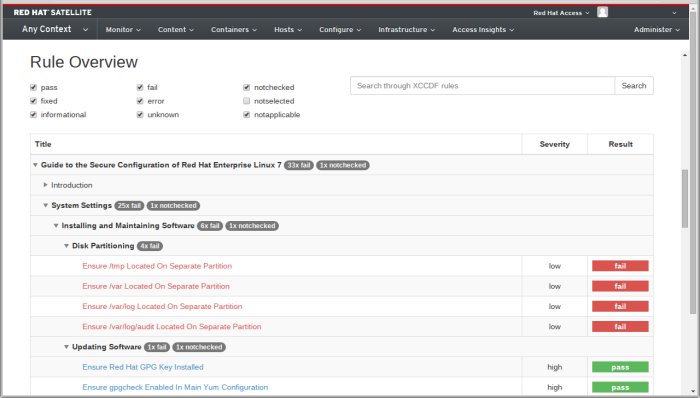 RED HAT SATELLITE
Red Hat Access
Any Context Monitor Content Containers Hosts Configure Infrastructure Access Insights Administer
Rule Overview
pass fail notchecked
Search through XCCDF rules Search
fixed error notselected
informational unknown notapplicable
Title Severity Result
Guide to the Secure Configuration of Red Hat Enterprise Linux 7 33x fail 1x notchecked
Introduction
System Settings 25x fail 1x notchecked
Installing and Maintaining Software 6x fail 1x notchecked
Disk Partitioning 4x fail
Ensure /tmp Located On Separate Partition low fail
Ensure /var Located On Separate Partition low fail
Ensure /var/log Located On Separate Partition low fail
Ensure /var/log/audit Located On Separate Partition low fail
Updating Software 1x fail 1x notchecked
Ensure Red Hat GPG Key Installed high pass
Ensure gpgcheck Enabled In Main Yum Configuration high pass